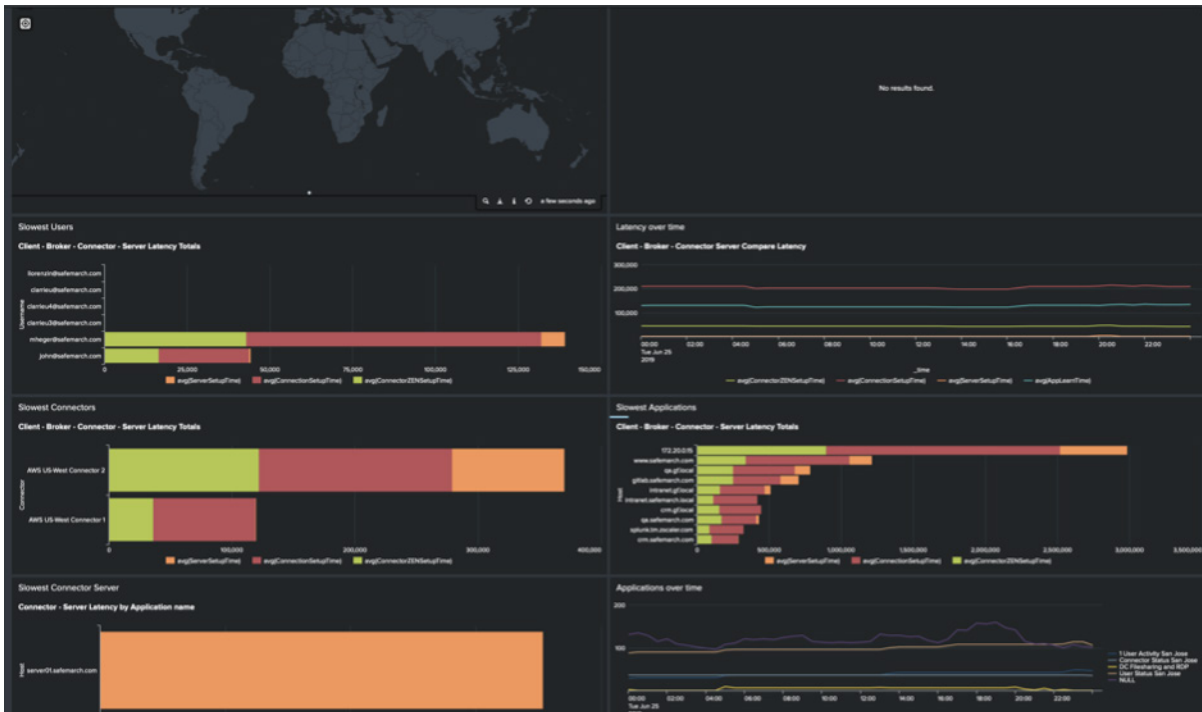 No results found.
a few seconds ago
Slowest Users
Client - Broker - Connector - Server Latency Totals
Username
llorenzin@safemarch.com
clarrieu@safemarch.com
clarrieu4@safemarch.com
clarrieu3@safemarch.com
mheger@safemarch.com
john@safemarch.com
0 25,000 50,000 75,000 100,000 125,000 150,000
avg(ServerSetupTime) avg(ConnectionSetupTime) avg(ConnectorZENSetupTime)
Latency over time
Client - Broker - Connector Server Compare Latency
300,000
200,000
100,000
00:00 02:00 04:00 06:00 08:00 10:00 12:00 14:00 16:00 18:00 20:00 22:00
Tue Jun 25
2019
_time
avg(ConnectorZENSetupTime) avg(ConnectionSetupTime) avg(ServerSetupTime) avg(AppLearnTime)
Slowest Connectors
Client - Broker - Connector - Server Latency Totals
Connector
AWS US-West Connector 2
AWS US-West Connector 1
0 100,000 200,000 300,000 400,000
avg(ServerSetupTime) avg(ConnectionSetupTime) avg(ConnectorZENSetupTime)
Slowest Applications
Client - Broker - Connector - Server Latency Totals
Host
172.20.0.15
www.safemarch.com
qa.gf.local
gitlab.safemarch.com
intranet.gf.local
intranet.safemarch.local
crm.gf.local
qa.safemarch.com
splunk.tm.zscaler.com
crm.safemarch.com
0 500,000 1,000,000 1,500,000 2,000,000 2,500,000 3,000,000
avg(ServerSetupTime) avg(ConnectionSetupTime) avg(ConnectorZENSetupTime)
Slowest Connector Server
Connector - Server Latency by Application name
Host
server01.safemarch.com
Applications over time
200
100
00:00 02:00 04:00 06:00 08:00 10:00 12:00 14:00 16:00 18:00 20:00 22:00
Tue Jun 25
1 User Activity San Jose
Connector Status San Jose
DC Filesharing and RDP
User Status San Jose
NULL